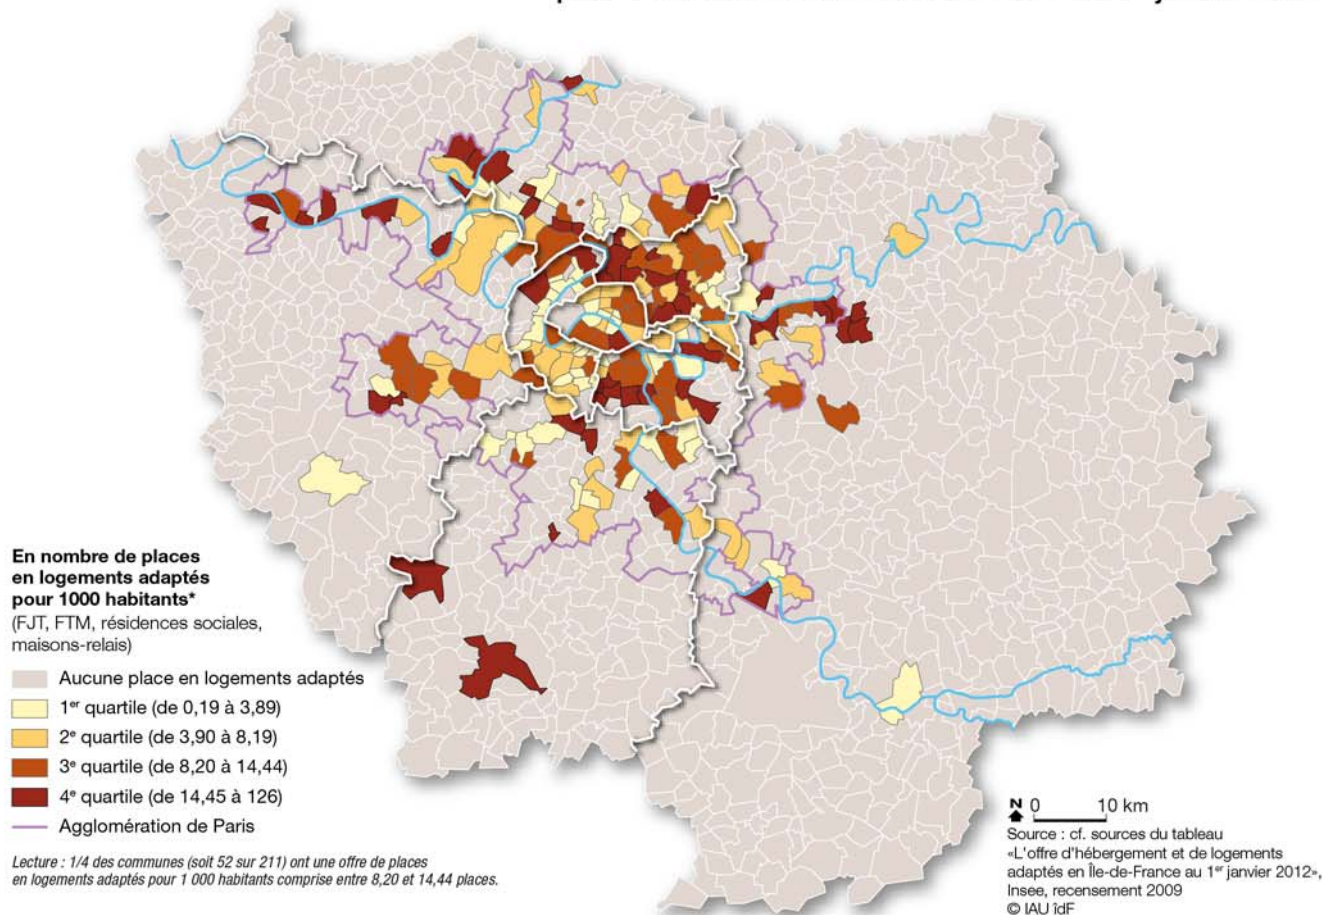 En nombre de places
en logements adaptés
pour 1000 habitants*
(FJT, FTM, résidences sociales,
maisons-relais)
Aucune place en logements adaptés
1er quartile (de 0,19 à 3,89)
2e quartile (de 3,90 à 8,19)
3e quartile (de 8,20 à 14,44)
4e quartile (de 14,45 à 126)
Agglomération de Paris
Lecture : 1/4 des communes (soit 52 sur 211) ont une offre de places
en logements adaptés pour 1 000 habitants comprise entre 8,20 et 14,44 places.
N 0 10 km
Source : cf. sources du tableau
«L'offre d'hébergement et de logements
adaptés en Île-de-France au 1er janvier 2012»,
Insee, recensement 2009
© IAU îdF